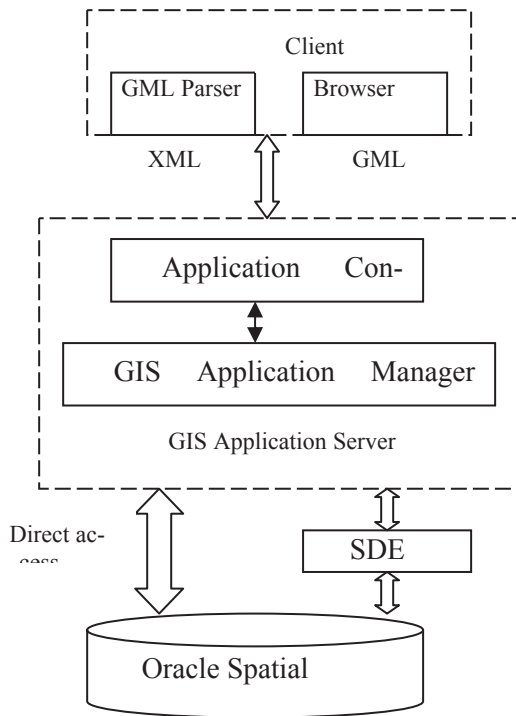 Client
GML Parser Browser
XML GML
Application Con-
GIS Application Manager
GIS Application Server
Direct ac-
cess
SDE
Oracle Spatial